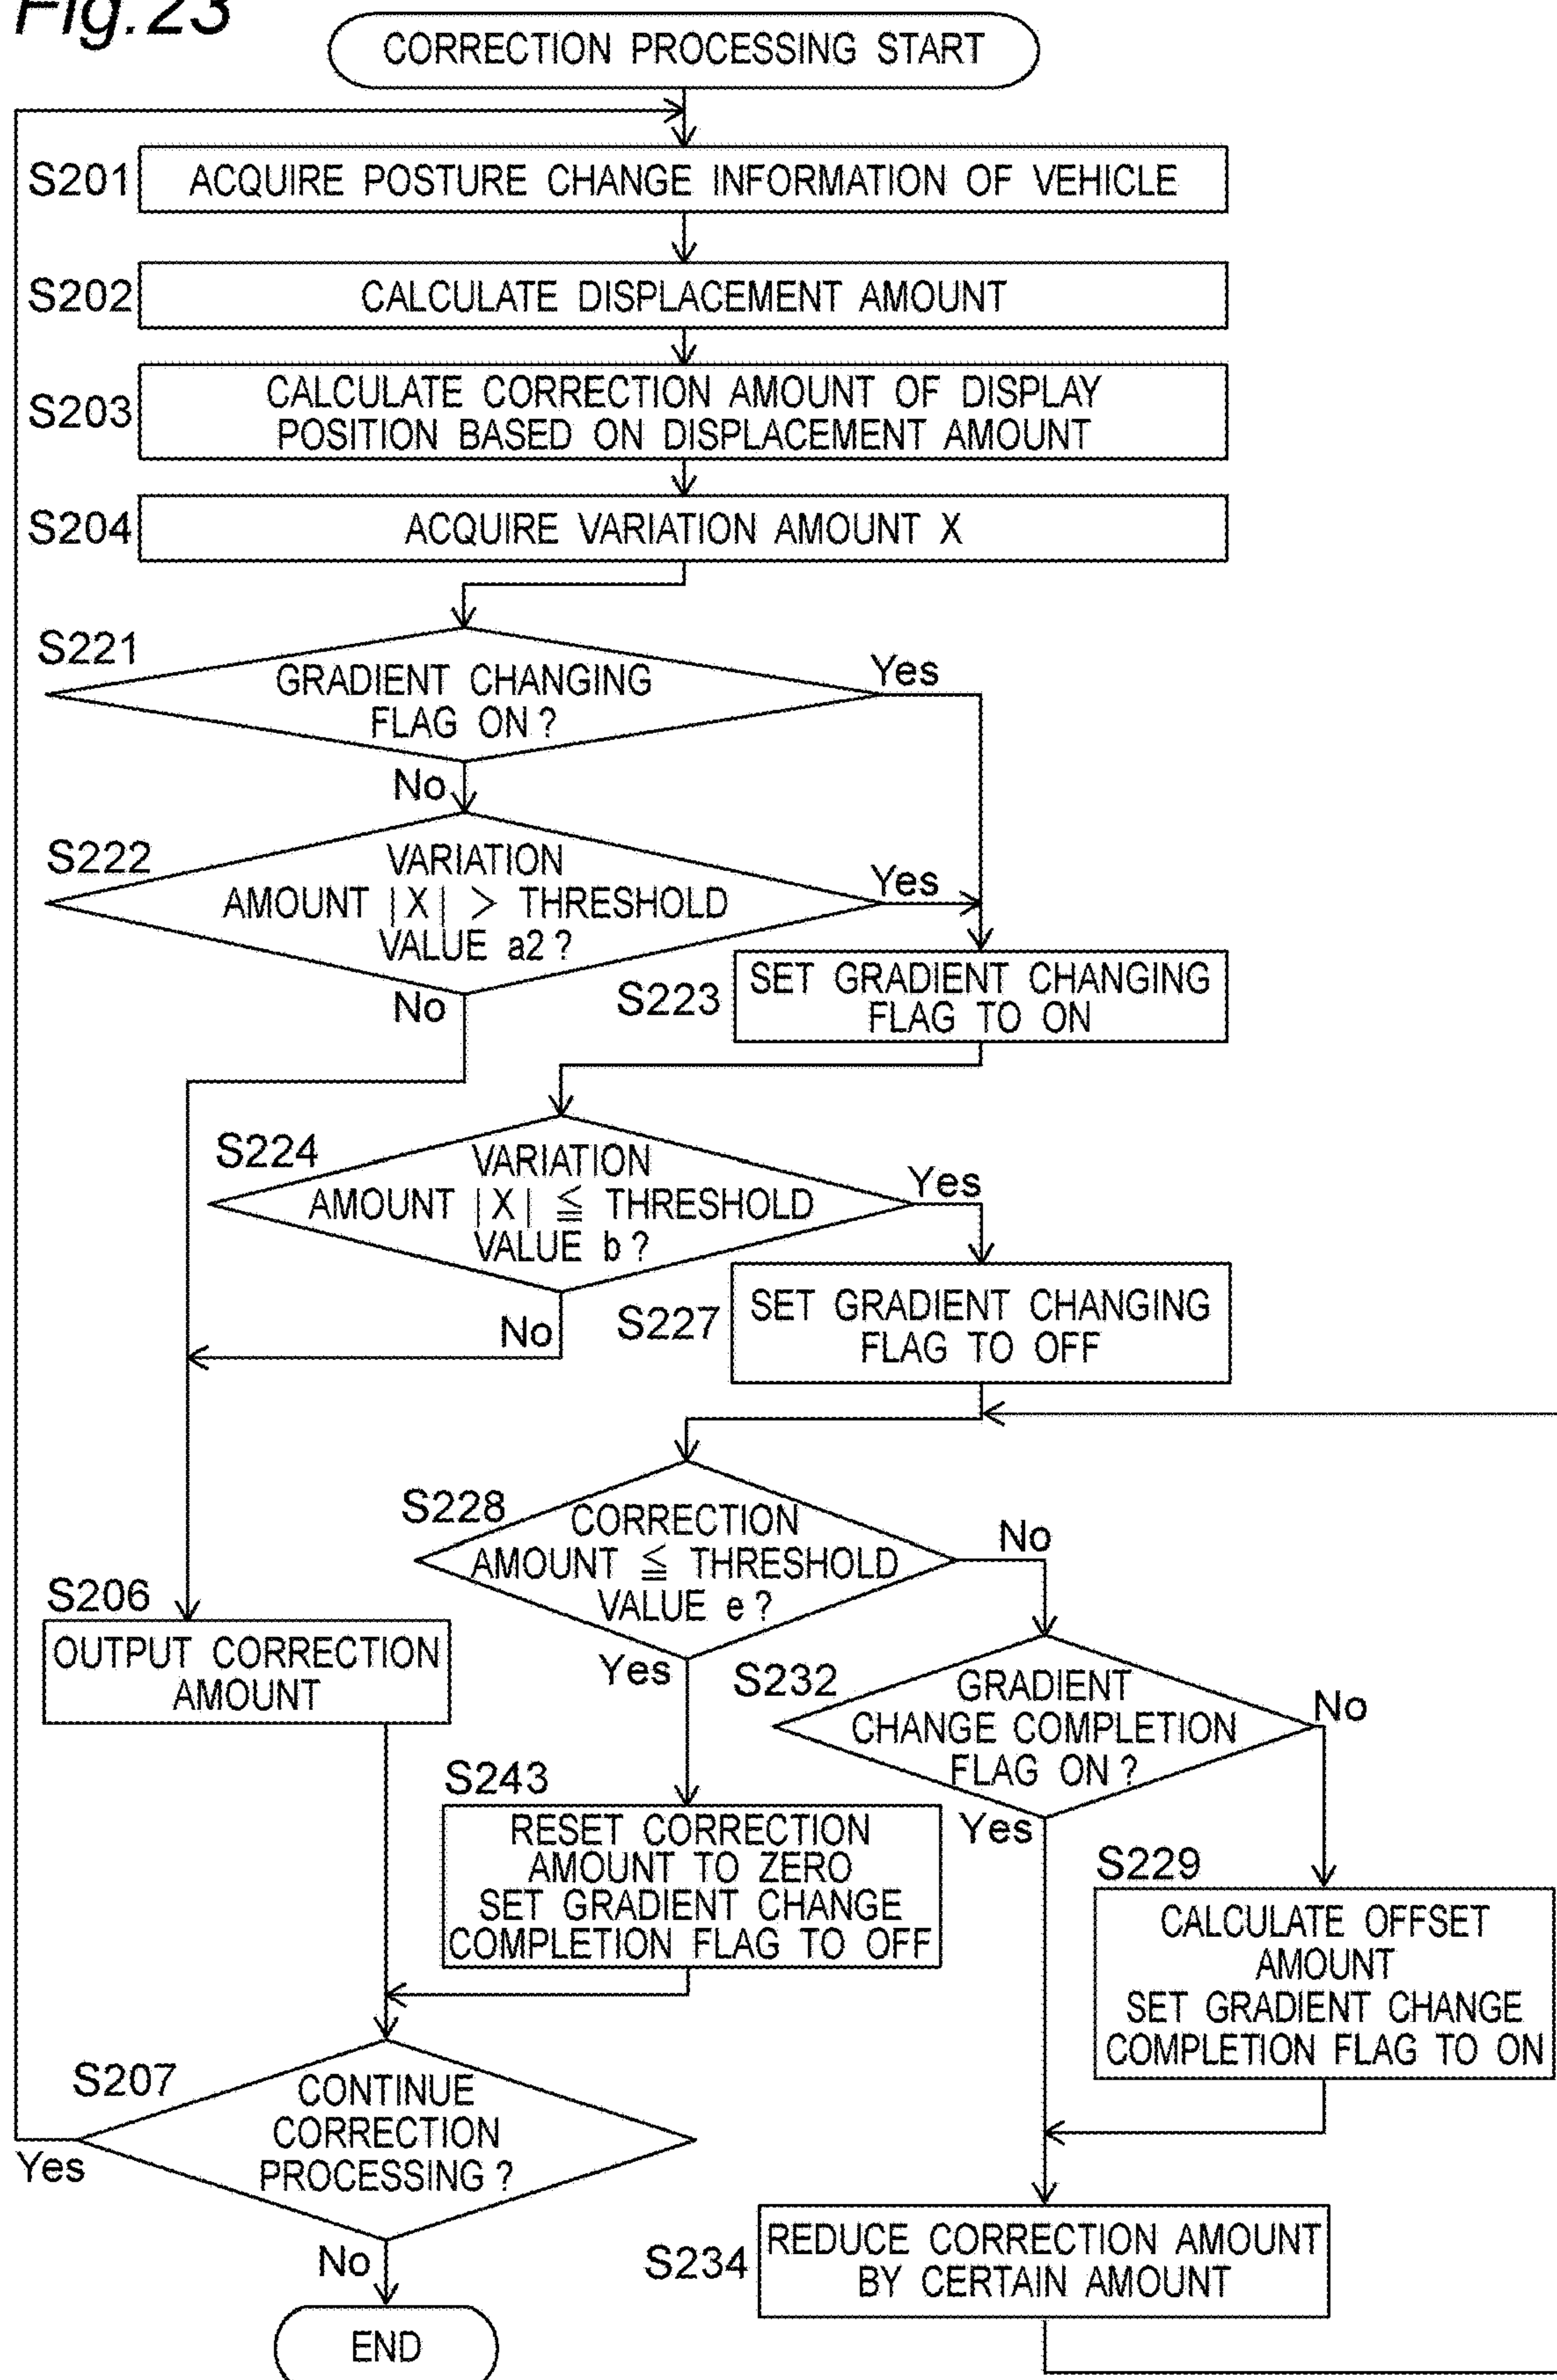 Fig.23
CORRECTION PROCESSING START
S201
ACQUIRE POSTURE CHANGE INFORMATION OF VEHICLE
S202
CALCULATE DISPLACEMENT AMOUNT
S203
CALCULATE CORRECTION AMOUNT OF DISPLAY
POSITION BASED ON DISPLACEMENT AMOUNT
S204
ACQUIRE VARIATION AMOUNT X
S221
GRADIENT CHANGING
FLAG ON?
Yes
No
S222
VARIATION
AMOUNT |X| > THRESHOLD
VALUE a2?
Yes
No
S223
SET GRADIENT CHANGING
FLAG TO ON
S224
VARIATION
AMOUNT |X| ≦ THRESHOLD
VALUE b?
Yes
No
S227
SET GRADIENT CHANGING
FLAG TO OFF
S228
CORRECTION
AMOUNT ≦ THRESHOLD
VALUE e?
No
Yes
S206
OUTPUT CORRECTION
AMOUNT
S232
GRADIENT
CHANGE COMPLETION
FLAG ON?
No
Yes
S243
RESET CORRECTION
AMOUNT TO ZERO
SET GRADIENT CHANGE
COMPLETION FLAG TO OFF
S229
CALCULATE OFFSET
AMOUNT
SET GRADIENT CHANGE
COMPLETION FLAG TO ON
S207
CONTINUE
CORRECTION
PROCESSING?
Yes
No
S234
REDUCE CORRECTION AMOUNT
BY CERTAIN AMOUNT
END